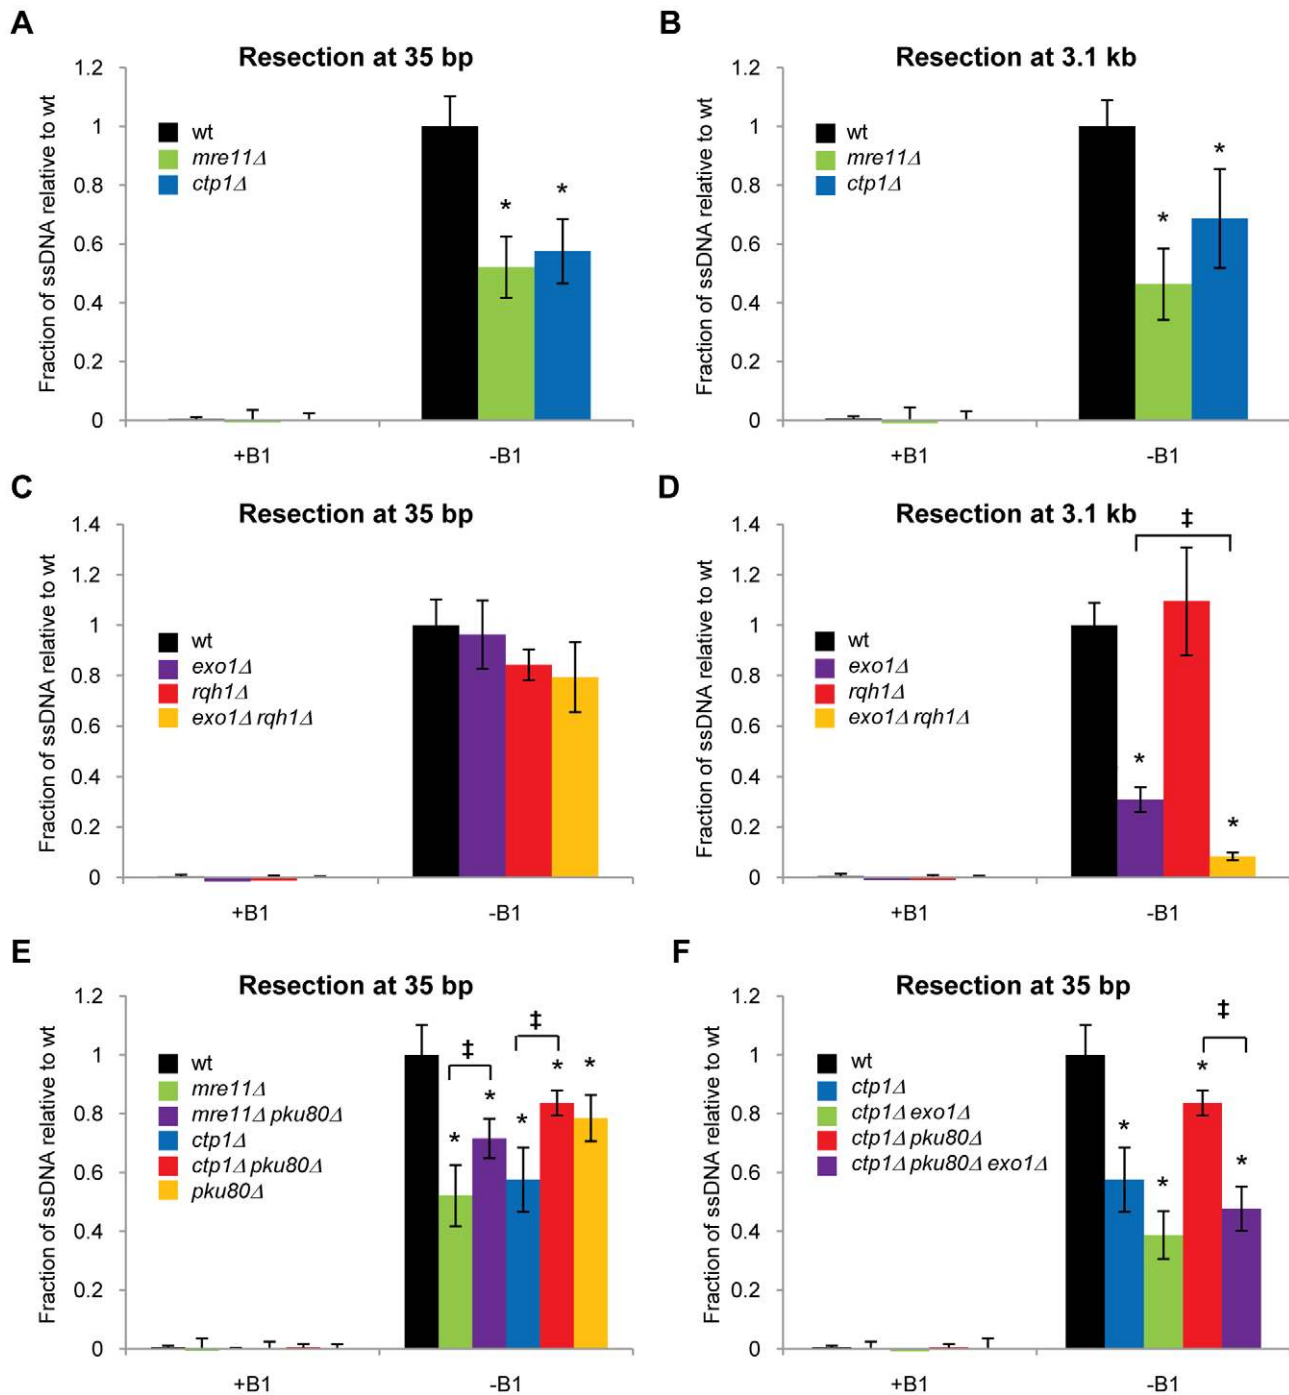 A
Resection at 35 bp
Fraction of ssDNA relative to wt
1.2
1
0.8
0.6
0.4
0.2
0
wt
mre11Δ
ctp1Δ
*
*
+B1
-B1
B
Resection at 3.1 kb
Fraction of ssDNA relative to wt
1.2
1
0.8
0.6
0.4
0.2
0
wt
mre11Δ
ctp1Δ
*
*
+B1
-B1
C
Resection at 35 bp
Fraction of ssDNA relative to wt
1.4
1.2
1
0.8
0.6
0.4
0.2
0
wt
exo1Δ
rqh1Δ
exo1Δ rqh1Δ
+B1
-B1
D
Resection at 3.1 kb
Fraction of ssDNA relative to wt
1.4
1.2
1
0.8
0.6
0.4
0.2
0
wt
exo1Δ
rqh1Δ
exo1Δ rqh1Δ
‡
*
*
+B1
-B1
E
Resection at 35 bp
Fraction of ssDNA relative to wt
1.2
1
0.8
0.6
0.4
0.2
0
wt
mre11Δ
mre11Δ pku80Δ
ctp1Δ
ctp1Δ pku80Δ
pku80Δ
‡
‡
*
*
*
*
*
+B1
-B1
F
Resection at 35 bp
Fraction of ssDNA relative to wt
1.2
1
0.8
0.6
0.4
0.2
0
wt
ctp1Δ
ctp1Δ exo1Δ
ctp1Δ pku80Δ
ctp1Δ pku80Δ exo1Δ
‡
*
*
*
*
+B1
-B1